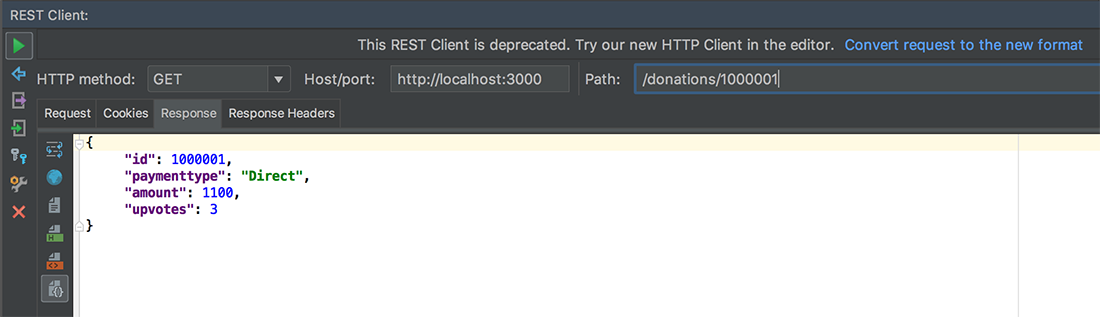 REST Client:
This REST Client is deprecated. Try our new HTTP Client in the editor. Convert request to the new format
HTTP method: GET Host/port: http://localhost:3000 Path: /donations/1000001
Request Cookies Response Response Headers
{
"id": 1000001,
"paymenttype": "Direct",
"amount": 1100,
"upvotes": 3
}